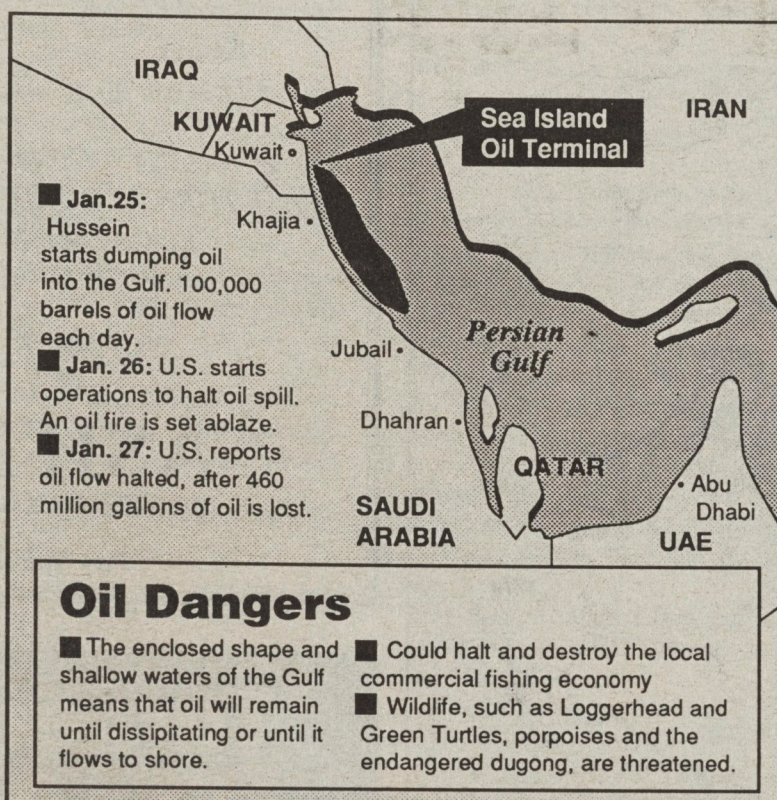 IRAQ
KUWAIT
Kuwait
Sea Island
Oil Terminal
IRAN
Jan.25:
Hussein
starts dumping oil
into the Gulf. 100,000
barrels of oil flow
each day.
Jan. 26: U.S. starts
operations to halt oil spill.
An oil fire is set ablaze.
Jan. 27: U.S. reports
oil flow halted, after 460
million gallons of oil is lost.
Khajia
Jubail
Persian
Gulf
Dhahran
QATAR
SAUDI
ARABIA
Abu
Dhabi
UAE
Oil Dangers
The enclosed shape and
shallow waters of the Gulf
means that oil will remain
until dissipitating or until it
flows to shore.
Could halt and destroy the local
commercial fishing economy
Wildlife, such as Loggerhead and
Green Turtles, porpoises and the
endangered dugong, are threatened.